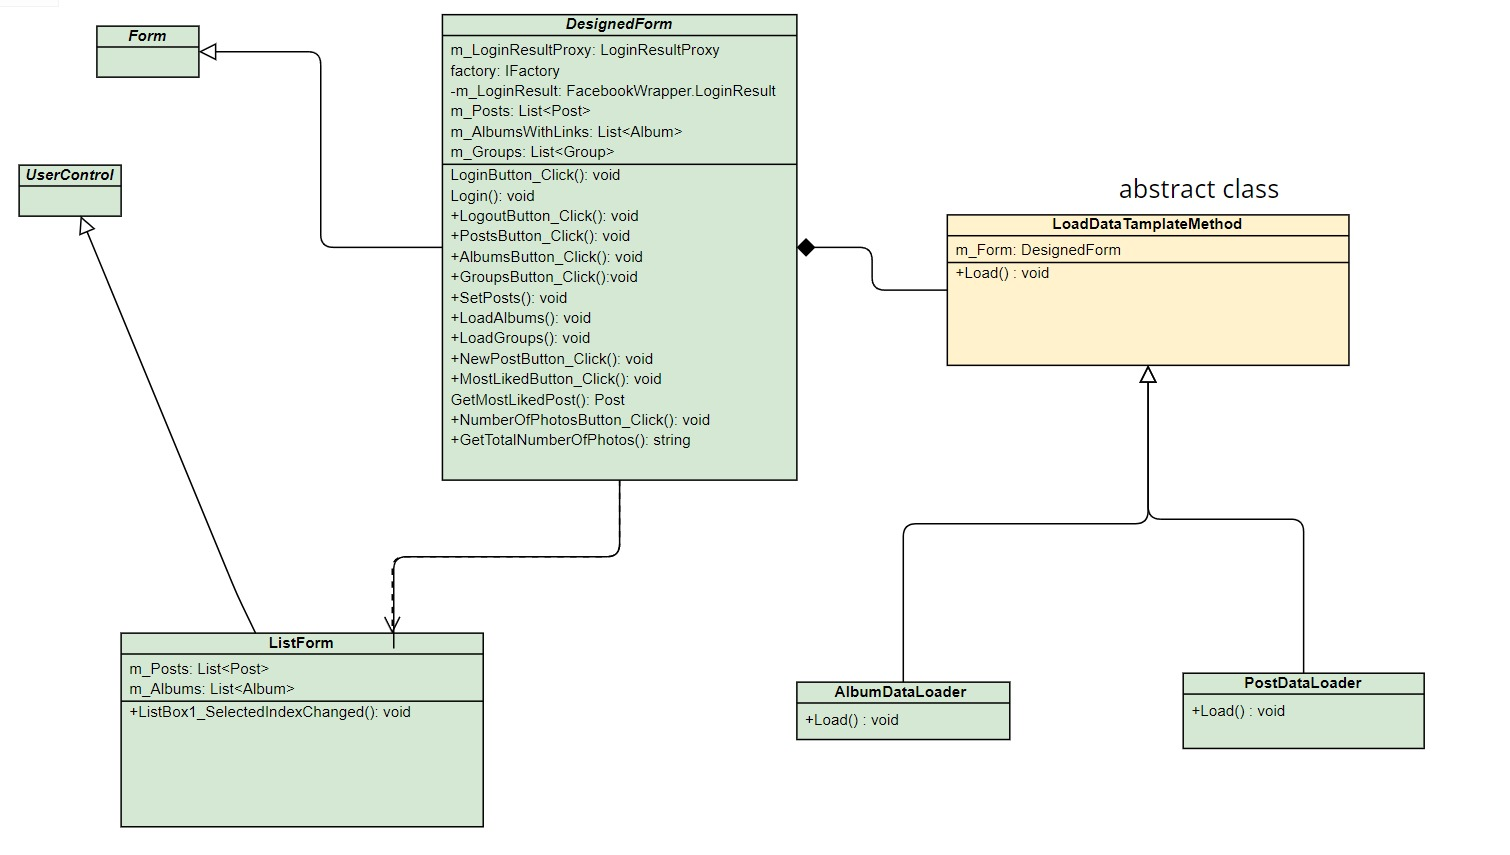 Form
DesignedForm
m_LoginResultProxy: LoginResultProxy
factory: IFactory
-m_LoginResult: FacebookWrapper.LoginResult
m_Posts: List<Post>
m_AlbumsWithLinks: List<Album>
m_Groups: List<Group>
LoginButton_Click(): void
Login(): void
+LogoutButton_Click(): void
+PostsButton_Click(): void
+AlbumsButton_Click(): void
+GroupsButton_Click():void
+SetPosts(): void
+LoadAlbums(): void
+LoadGroups(): void
+NewPostButton_Click(): void
+MostLikedButton_Click(): void
GetMostLikedPost(): Post
+NumberOfPhotosButton_Click(): void
+GetTotalNumberOfPhotos(): string
UserControl
abstract class
LoadDataTamplateMethod
m_Form: DesignedForm
+Load() : void
ListForm
m_Posts: List<Post>
m_Albums: List<Album>
+ListBox1_SelectedIndexChanged(): void
AlbumDataLoader
+Load() : void
PostDataLoader
+Load() : void